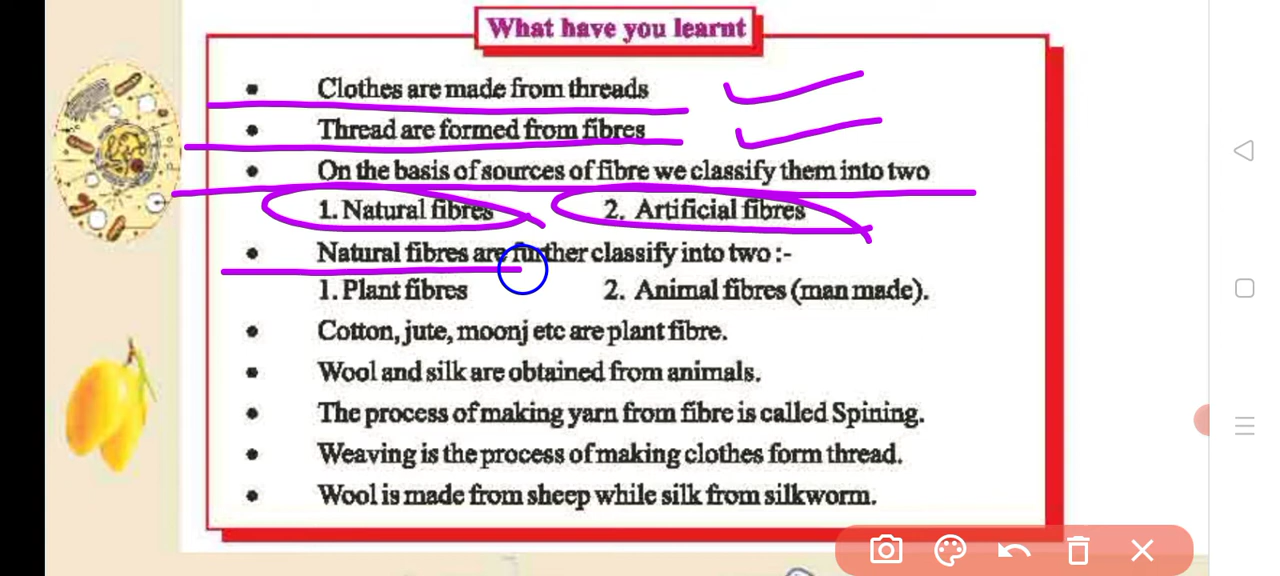 What have you learnt
• Clothes are made from threads
• Thread are formed from fibres
• On the basis of sources of fibre we classify them into two
1. Natural fibres 2. Artificial fibres
• Natural fibres are further classify into two :-
1. Plant fibres 2. Animal fibres (man made).
• Cotton, jute, moonj etc are plant fibre.
• Wool and silk are obtained from animals.
• The process of making yarn from fibre is called Spining.
• Weaving is the process of making clothes form thread.
• Wool is made from sheep while silk from silkworm.